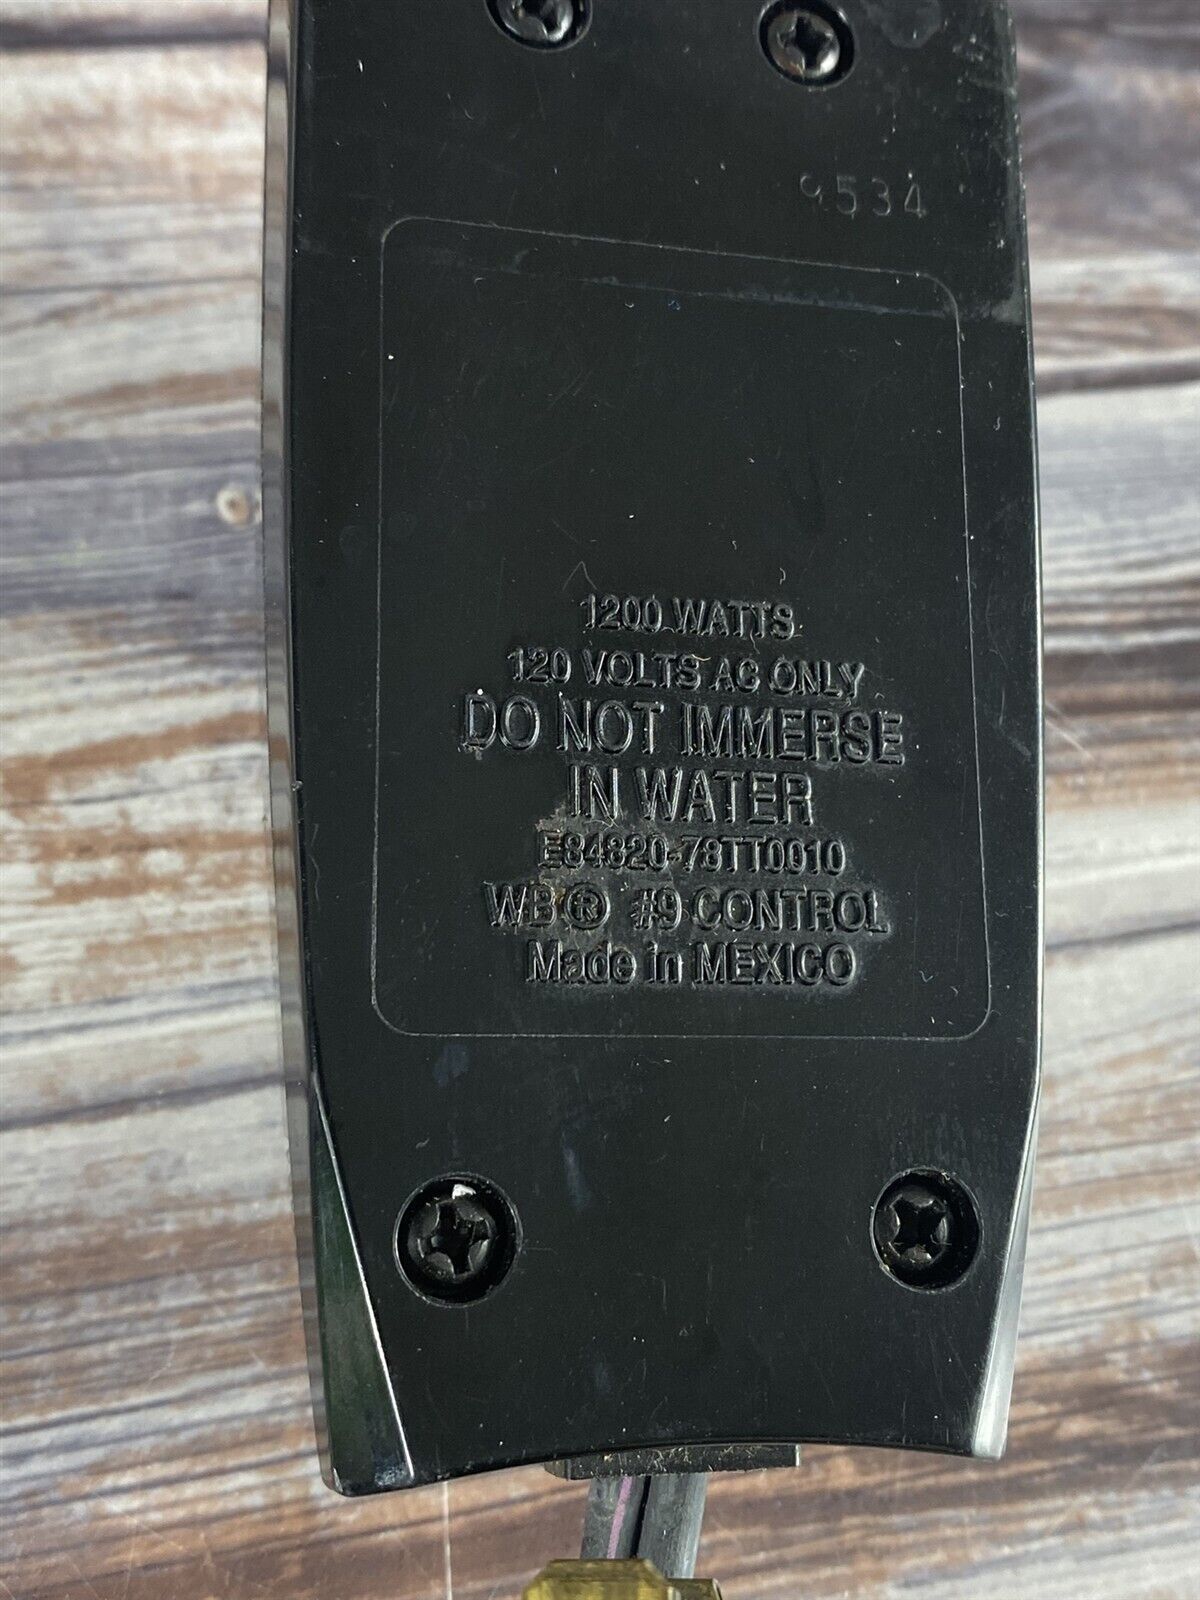 9534
1200 WATTS
120 VOLTS AC ONLY
DO NOT IMMERSE
IN WATER
E84820-78TT0010
WB® #9 CONTROL
Made in MEXICO